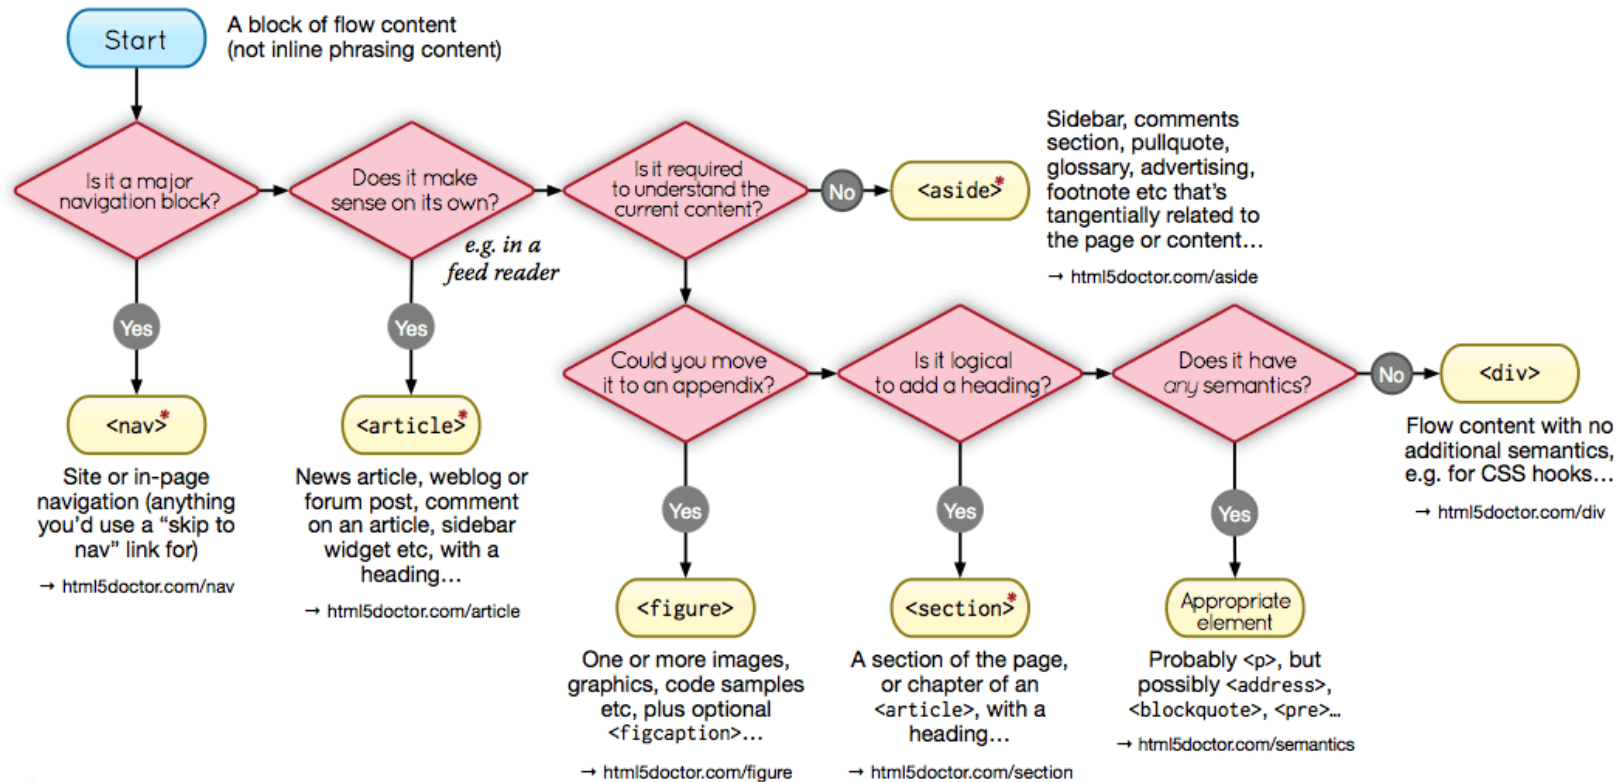 Start
A block of flow content
(not inline phrasing content)
Is it a major
navigation block?
Does it make
sense on its own?
e.g. in a
feed reader
Is it required
to understand the
current content?
No
<aside>*
Sidebar, comments
section, pullquote,
glossary, advertising,
footnote etc that's
tangentially related to
the page or content…
→ html5doctor.com/aside
Yes
<nav>*
Site or in-page
navigation (anything
you'd use a “skip to
nav” link for)
→ html5doctor.com/nav
Yes
<article>*
News article, weblog or
forum post, comment
on an article, sidebar
widget etc, with a
heading…
→ html5doctor.com/article
Could you move
it to an appendix?
Is it logical
to add a heading?
Does it have
any semantics?
No
<div>
Flow content with no
additional semantics,
e.g. for CSS hooks…
→ html5doctor.com/div
Yes
<figure>
One or more images,
graphics, code samples
etc, plus optional
<figcaption>…
→ html5doctor.com/figure
Yes
<section>*
A section of the page,
or chapter of an
<article>, with a
heading…
→ html5doctor.com/section
Yes
Appropriate
element
Probably <p>, but
possibly <address>,
<blockquote>, <pre>…
→ html5doctor.com/semantics